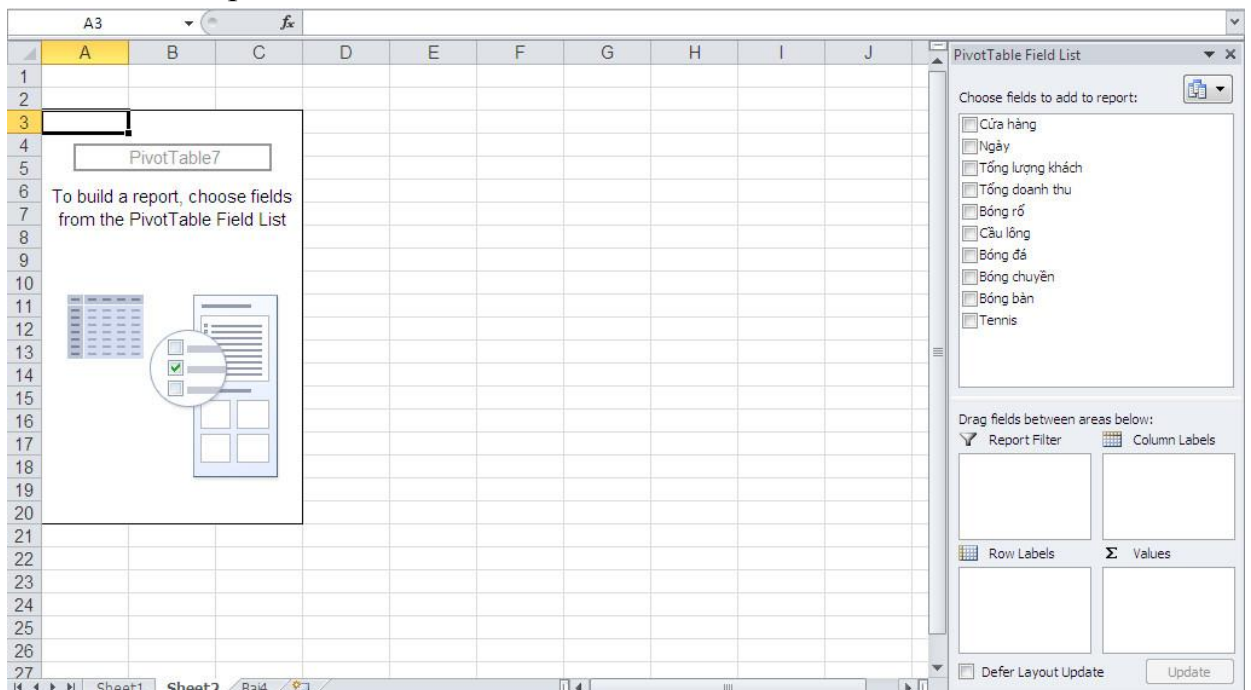 A3
fx
A B C D E F G H I J
1
2
3
4
5
6
7
8
9
10
11
12
13
14
15
16
17
18
19
20
21
22
23
24
25
26
27
PivotTable7
To build a report, choose fields
from the PivotTable Field List
PivotTable Field List
Choose fields to add to report:
Cửa hàng
Ngày
Tổng lượng khách
Tổng doanh thu
Bóng rổ
Cầu lông
Bóng đá
Bóng chuyền
Bóng bàn
Tennis
Drag fields between areas below:
Report Filter
Column Labels
Row Labels
Σ Values
Defer Layout Update
Update
Sheet1 Sheet2 Bai4